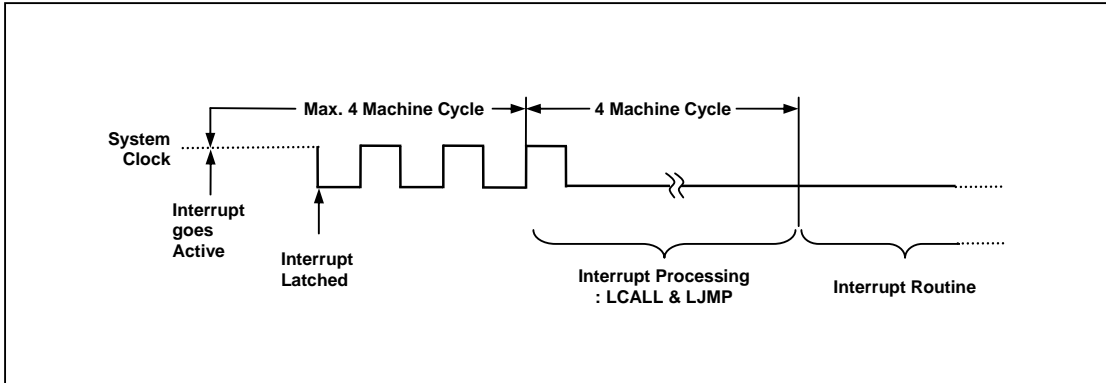 Max. 4 Machine Cycle
4 Machine Cycle
System
Clock
Interrupt
goes
Active
Interrupt
Latched
Interrupt Processing
: LCALL & LJMP
Interrupt Routine